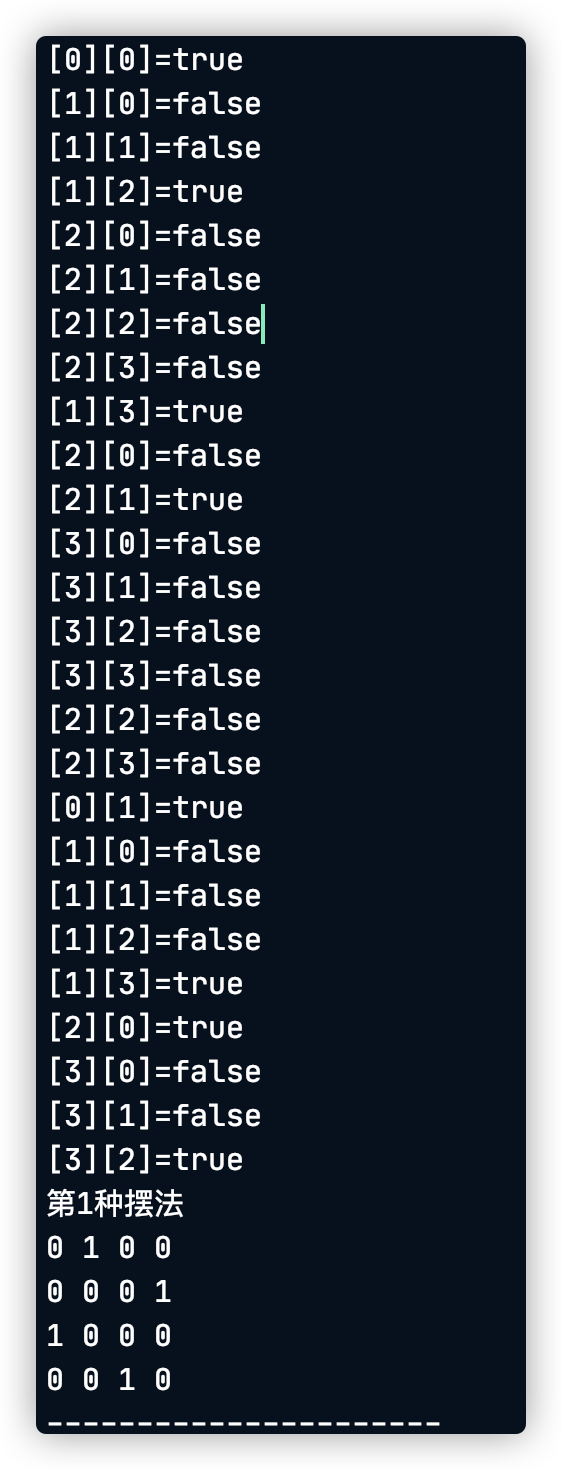 [0][0]=true
[1][0]=false
[1][1]=false
[1][2]=true
[2][0]=false
[2][1]=false
[2][2]=false
[2][3]=false
[1][3]=true
[2][0]=false
[2][1]=true
[3][0]=false
[3][1]=false
[3][2]=false
[3][3]=false
[2][2]=false
[2][3]=false
[0][1]=true
[1][0]=false
[1][1]=false
[1][2]=false
[1][3]=true
[2][0]=true
[3][0]=false
[3][1]=false
[3][2]=true
第1种摆法
0 1 0 0
0 0 0 1
1 0 0 0
0 0 1 0
----------------------